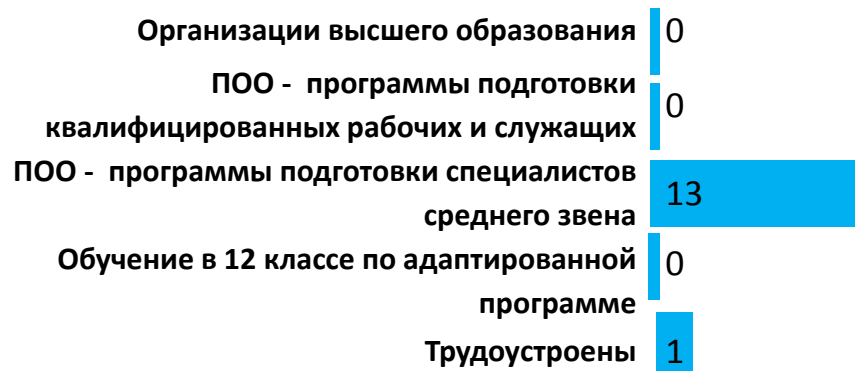 Организации высшего образования 0
ПОО - программы подготовки
квалифицированных рабочих и служащих 0
ПОО - программы подготовки специалистов
среднего звена 13
Обучение в 12 классе по адаптированной 0
программе
Трудоустроены 1